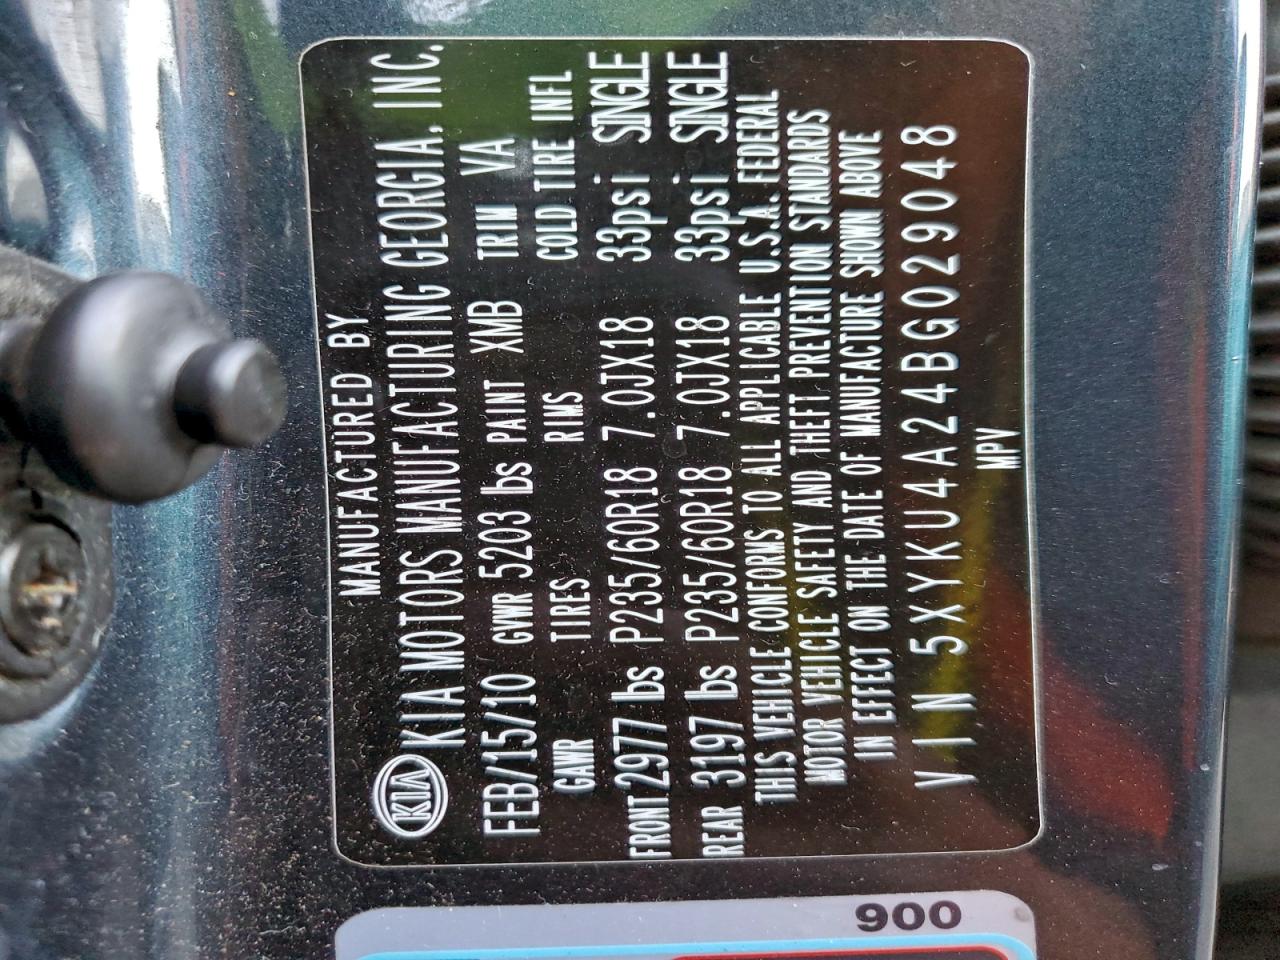 MANUFACTURED BY
KIA KIA MOTORS MANUFACTURING GEORGIA, INC.
FEB/15/10 GVWR 5203 lbs PAINT XMB TRIM VA
GAWR TIRES RIMS COLD TIRE INFL
FRONT 2977 lbs P235/60R18 7.0JX18 33psi SINGLE
REAR 3197 lbs P235/60R18 7.0JX18 33psi SINGLE
THIS VEHICLE CONFORMS TO ALL APPLICABLE U.S.A. FEDERAL
MOTOR VEHICLE SAFETY AND THEFT PREVENTION STANDARDS
IN EFFECT ON THE DATE OF MANUFACTURE SHOWN ABOVE
VIN 5XYKU4A24BG029048
MPV
900